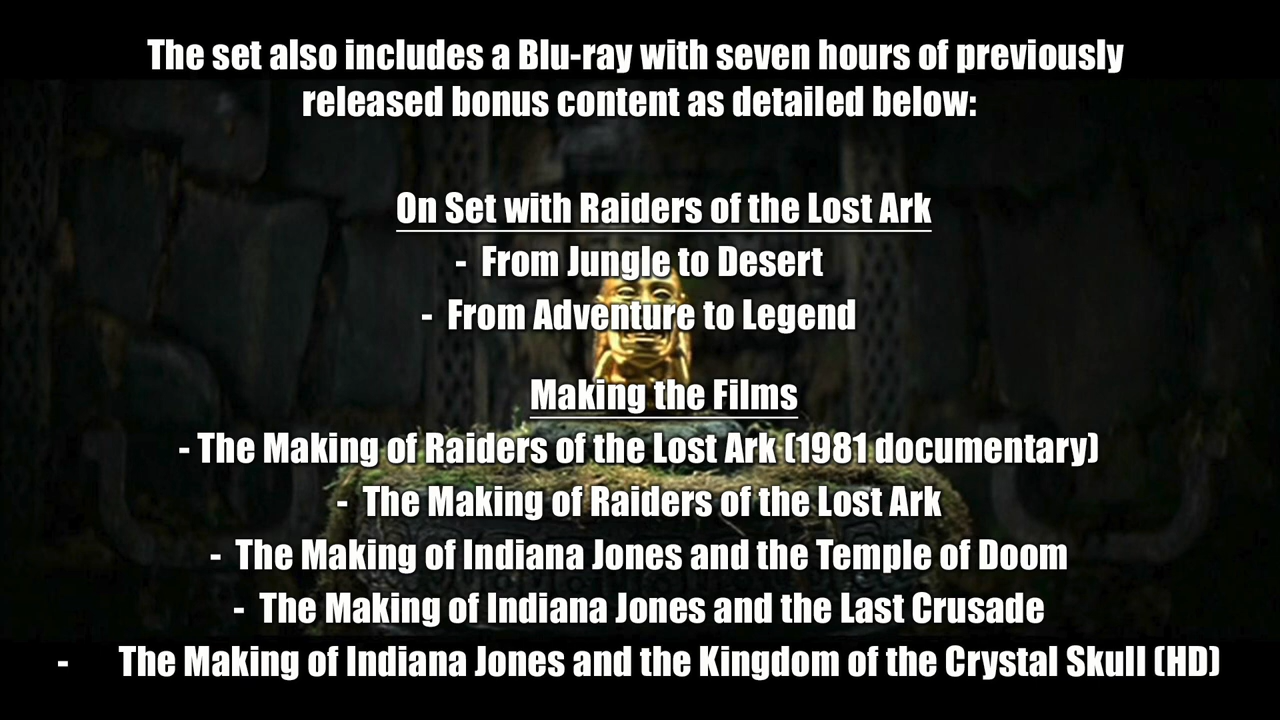 The set also includes a Blu-ray with seven hours of previously
released bonus content as detailed below:
On Set with Raiders of the Lost Ark
- From Jungle to Desert
- From Adventure to Legend
Making the Films
- The Making of Raiders of the Lost Ark (1981 documentary)
- The Making of Raiders of the Lost Ark
- The Making of Indiana Jones and the Temple of Doom
- The Making of Indiana Jones and the Last Crusade
- The Making of Indiana Jones and the Kingdom of the Crystal Skull (HD)